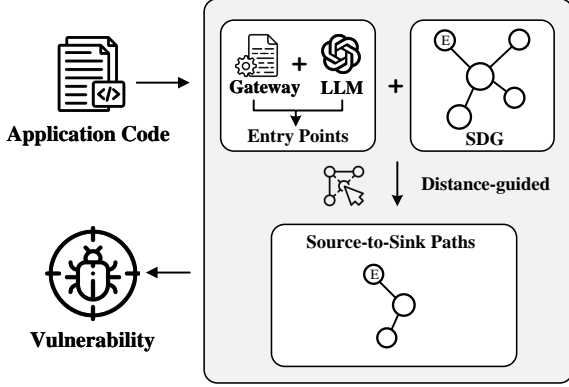 Application Code
</>
Gateway + LLM
Entry Points
+
E
SDG
Distance-guided
Source-to-Sink Paths
E
Vulnerability